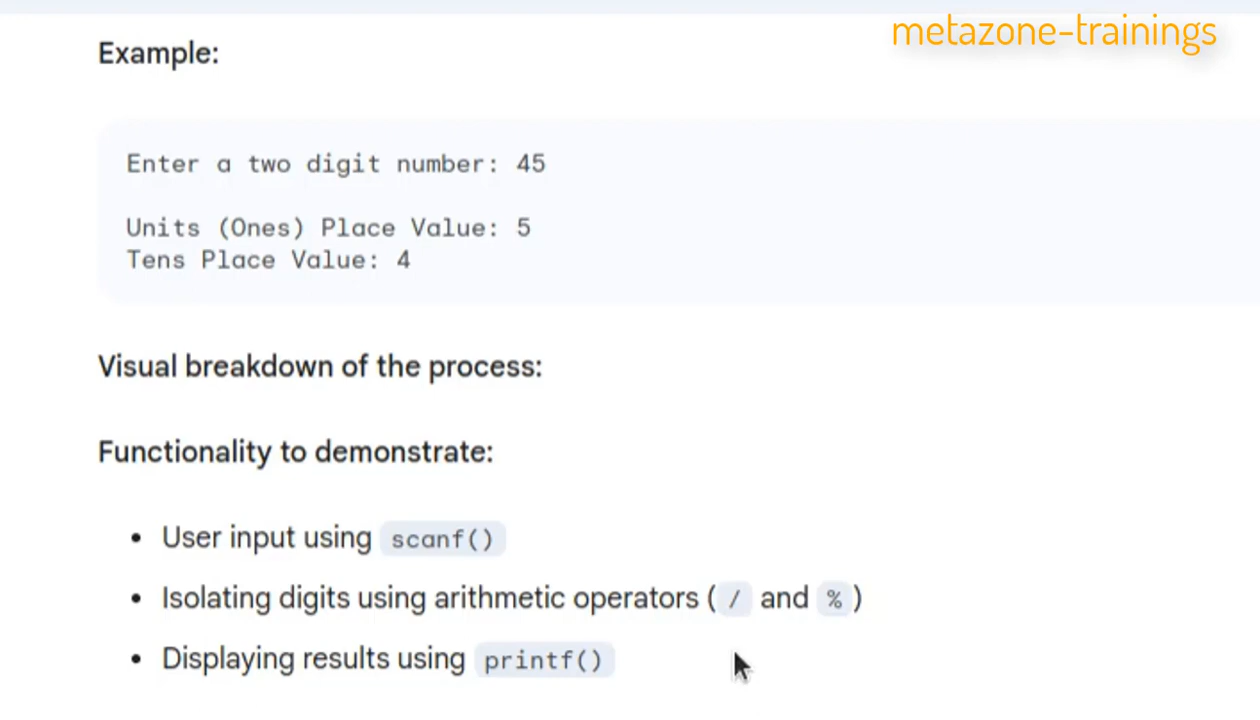 metazone-trainings
Example:
Enter a two digit number: 45
Units (Ones) Place Value: 5
Tens Place Value: 4
Visual breakdown of the process:
Functionality to demonstrate:
• User input using scanf()
• Isolating digits using arithmetic operators ( / and % )
• Displaying results using printf()